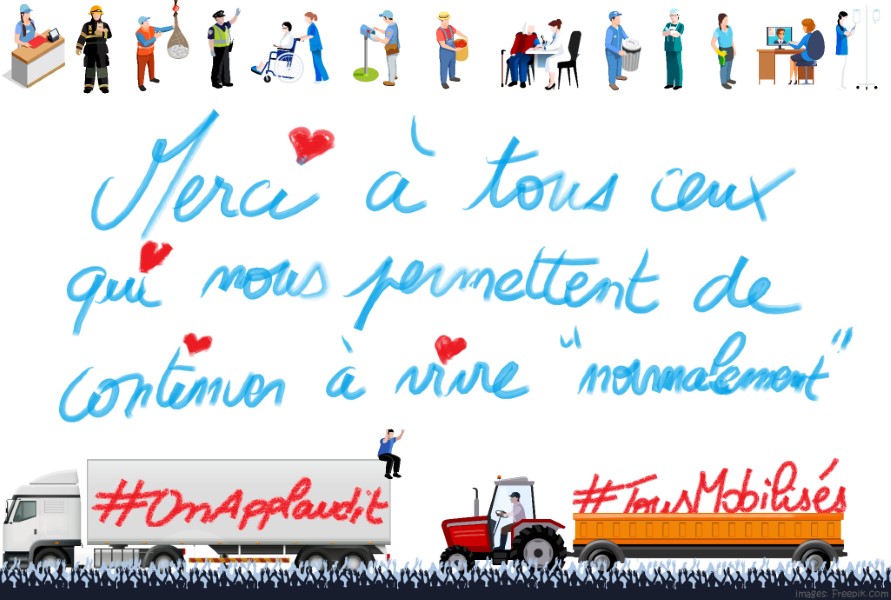 Merci à tous ceux
qui nous permettent de
continuer à vivre "normalement"
#OnApplaudit
#TousMobilisés
images: Freepik.com